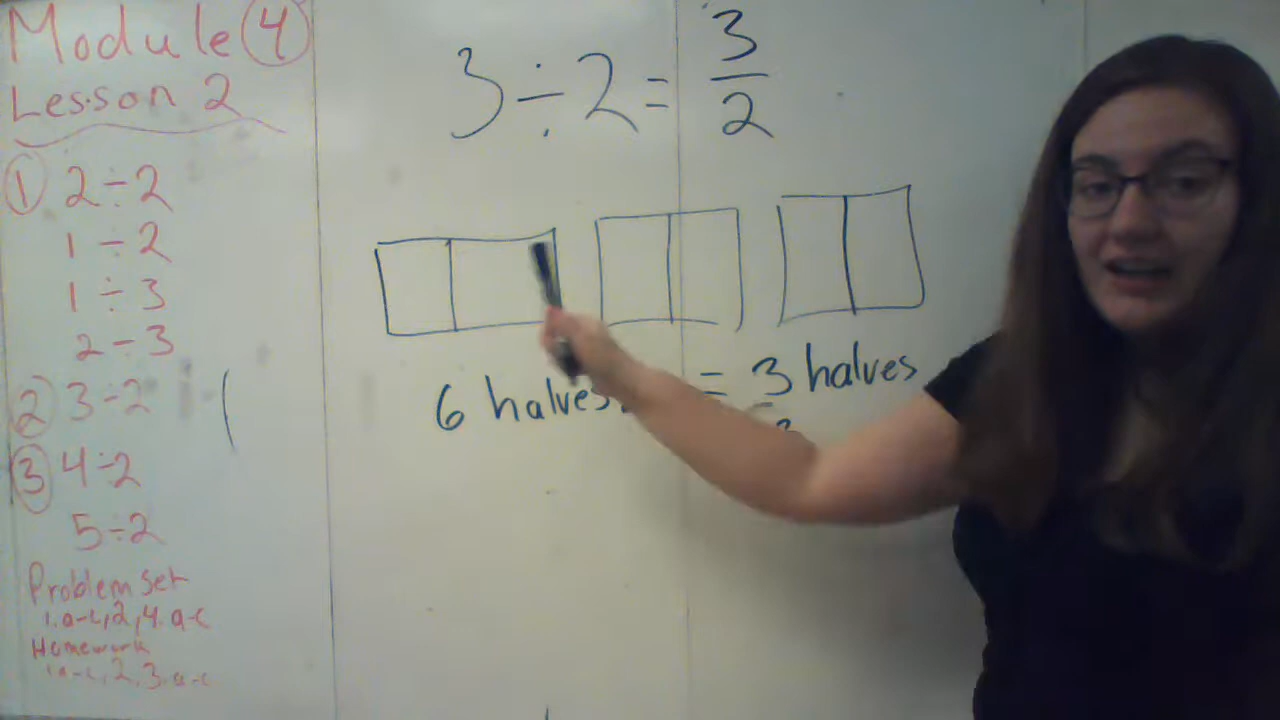 Module 4
Lesson 2
1 2÷2
1÷2
1÷3
2÷3
2 3÷2
3 4÷2
5÷2
Problem Set
1.a-c, 2, 4.a-c
Homework
1a-c, 2, 3.a-c
3÷2=3/2
6 halves = 3 halves